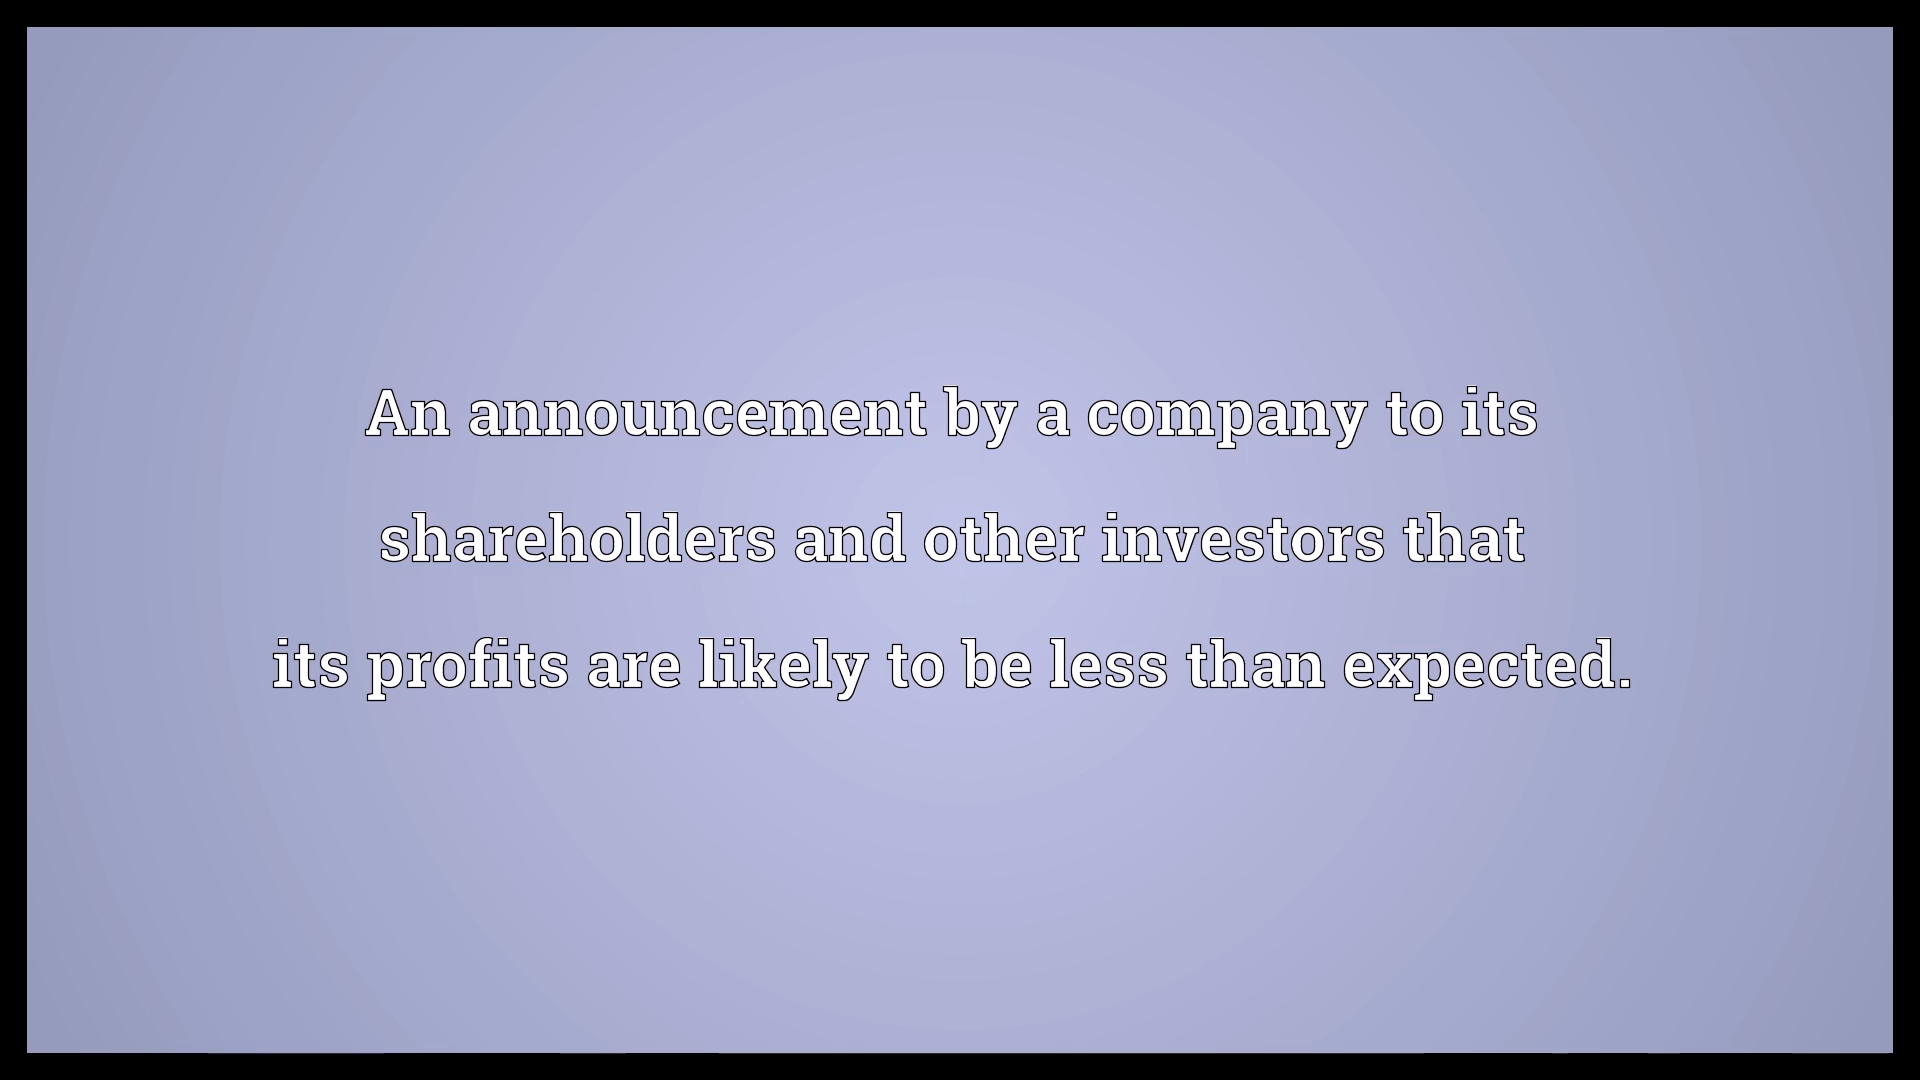 An announcement by a company to its
shareholders and other investors that
its profits are likely to be less than expected.